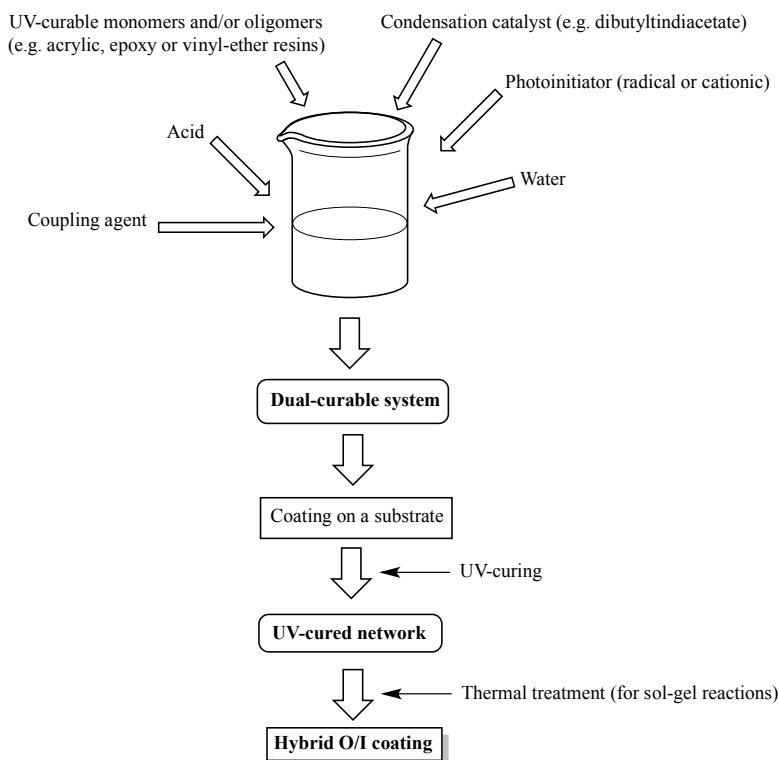 UV-curable monomers and/or oligomers
(e.g. acrylic, epoxy or vinyl-ether resins)
Condensation catalyst (e.g. dibutyltindiacetate)
Photoinitiator (radical or cationic)
Acid
Water
Coupling agent
Dual-curable system
Coating on a substrate
UV-curing
UV-cured network
Thermal treatment (for sol-gel reactions)
Hybrid O/I coating